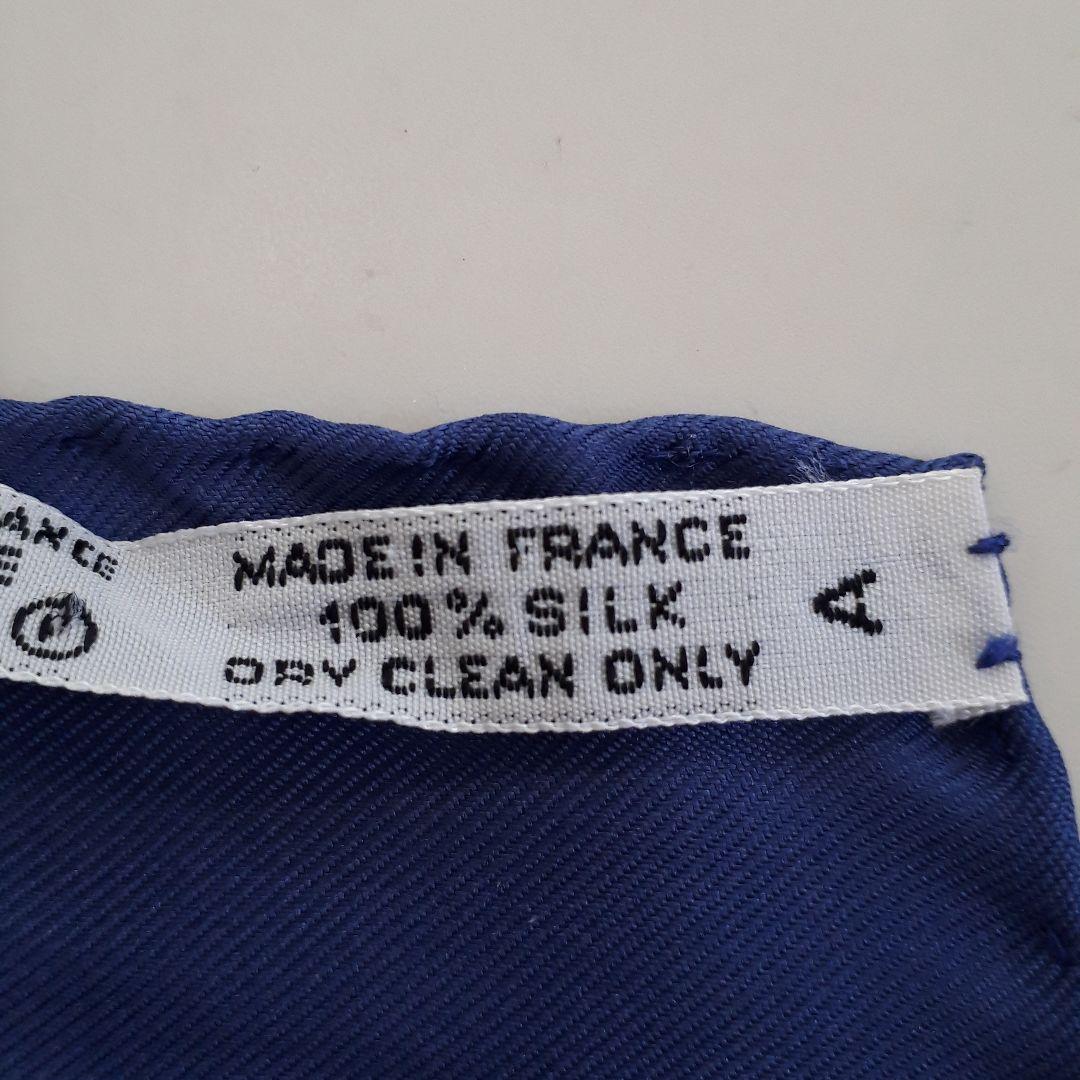 MADE IN FRANCE
100% SILK
DRY CLEAN ONLY
A